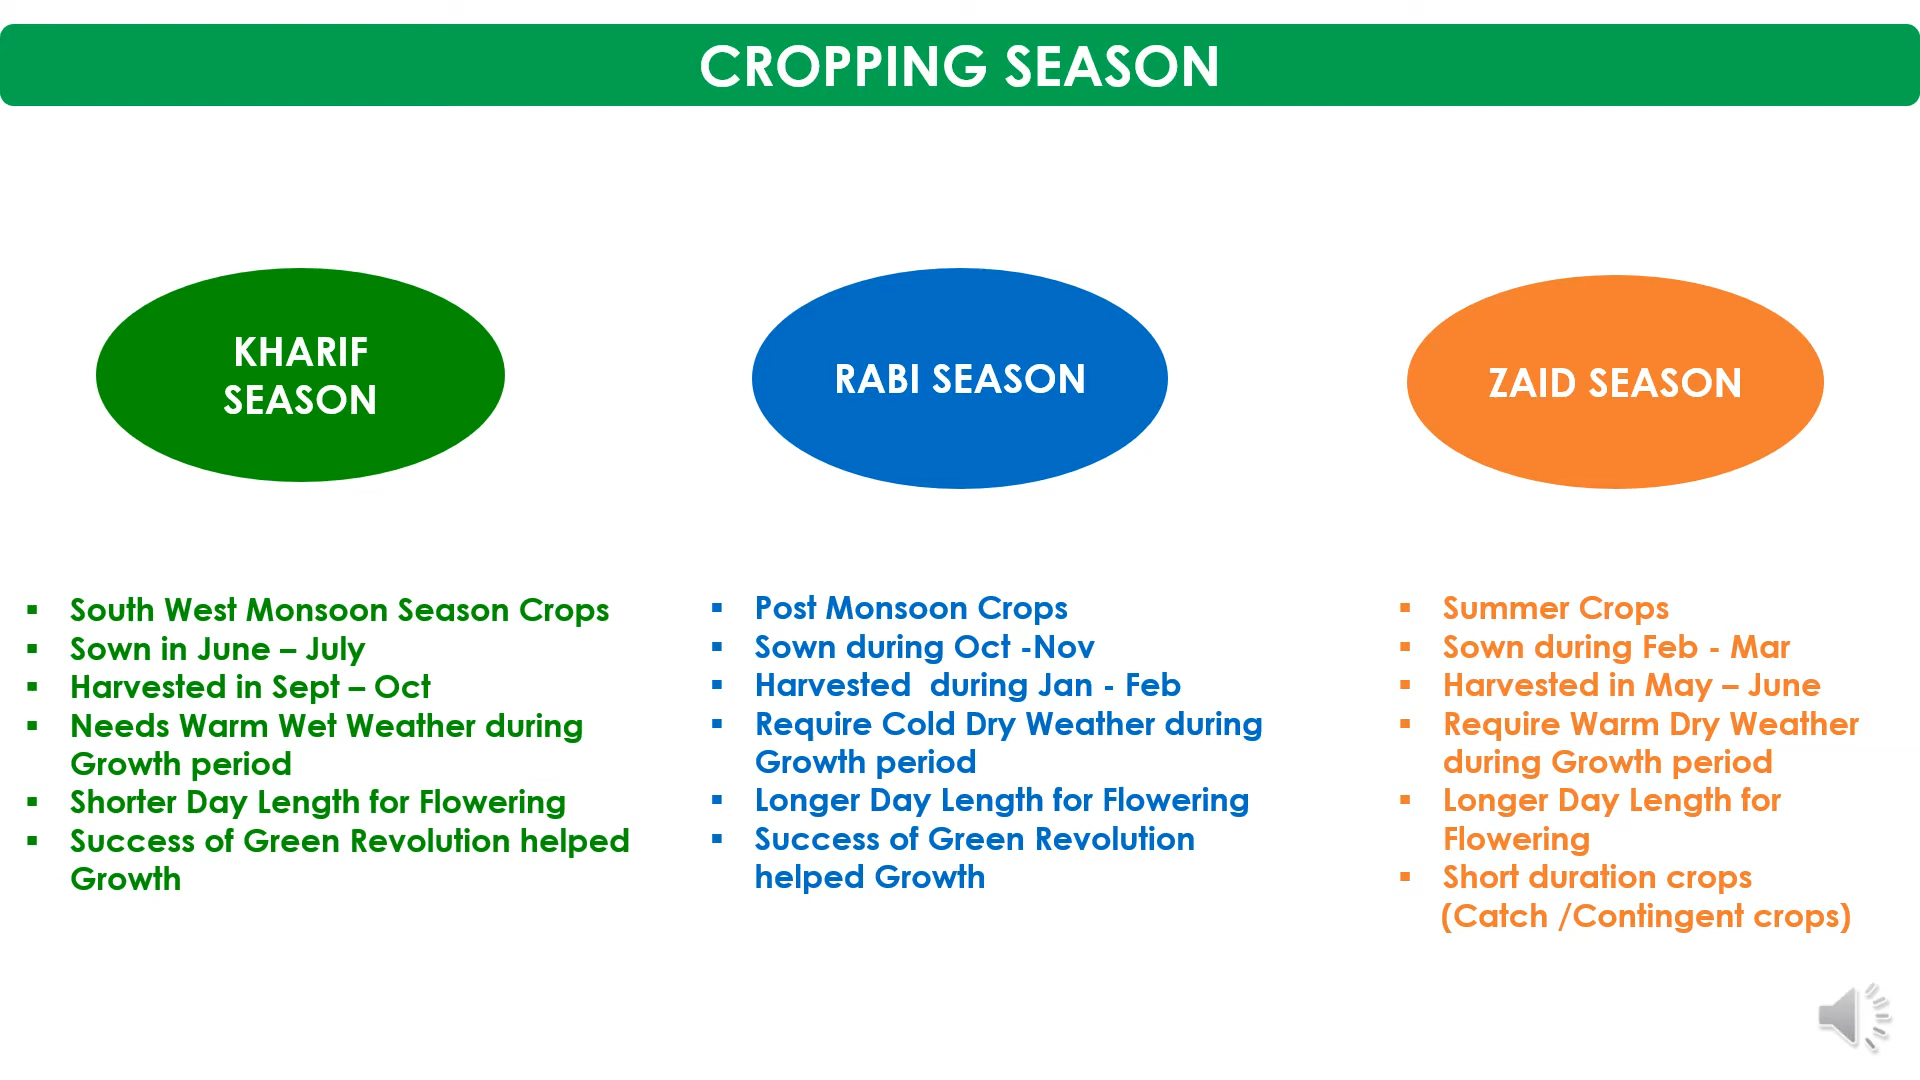 CROPPING SEASON
KHARIF
SEASON
RABI SEASON
ZAID SEASON
▪ South West Monsoon Season Crops
▪ Sown in June – July
▪ Harvested in Sept – Oct
▪ Needs Warm Wet Weather during
Growth period
▪ Shorter Day Length for Flowering
▪ Success of Green Revolution helped
Growth
▪ Post Monsoon Crops
▪ Sown during Oct -Nov
▪ Harvested  during Jan - Feb
▪ Require Cold Dry Weather during
Growth period
▪ Longer Day Length for Flowering
▪ Success of Green Revolution
helped Growth
▪ Summer Crops
▪ Sown during Feb - Mar
▪ Harvested in May – June
▪ Require Warm Dry Weather
during Growth period
▪ Longer Day Length for
Flowering
▪ Short duration crops
(Catch /Contingent crops)